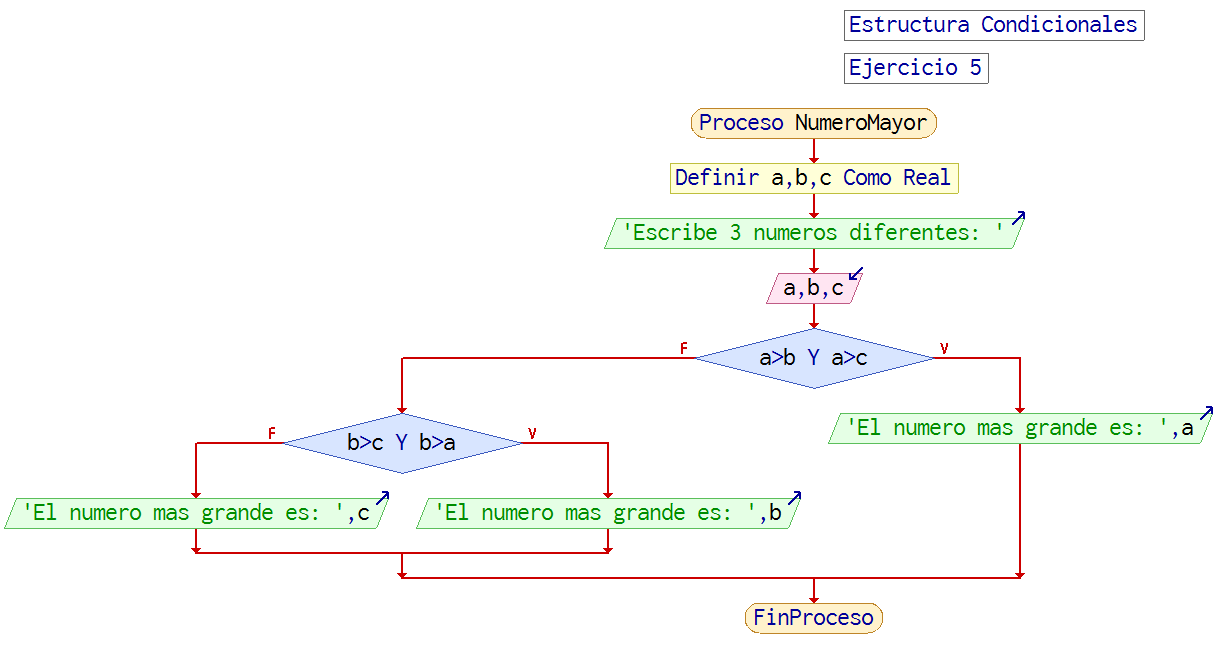 Estructura Condicionales
Ejercicio 5
Proceso NumeroMayor
Definir a,b,c Como Real
'Escribe 3 numeros diferentes: '
a,b,c
a>b Y a>c
F
V
'El numero mas grande es: ',a
b>c Y b>a
F
V
'El numero mas grande es: ',c
'El numero mas grande es: ',b
FinProceso